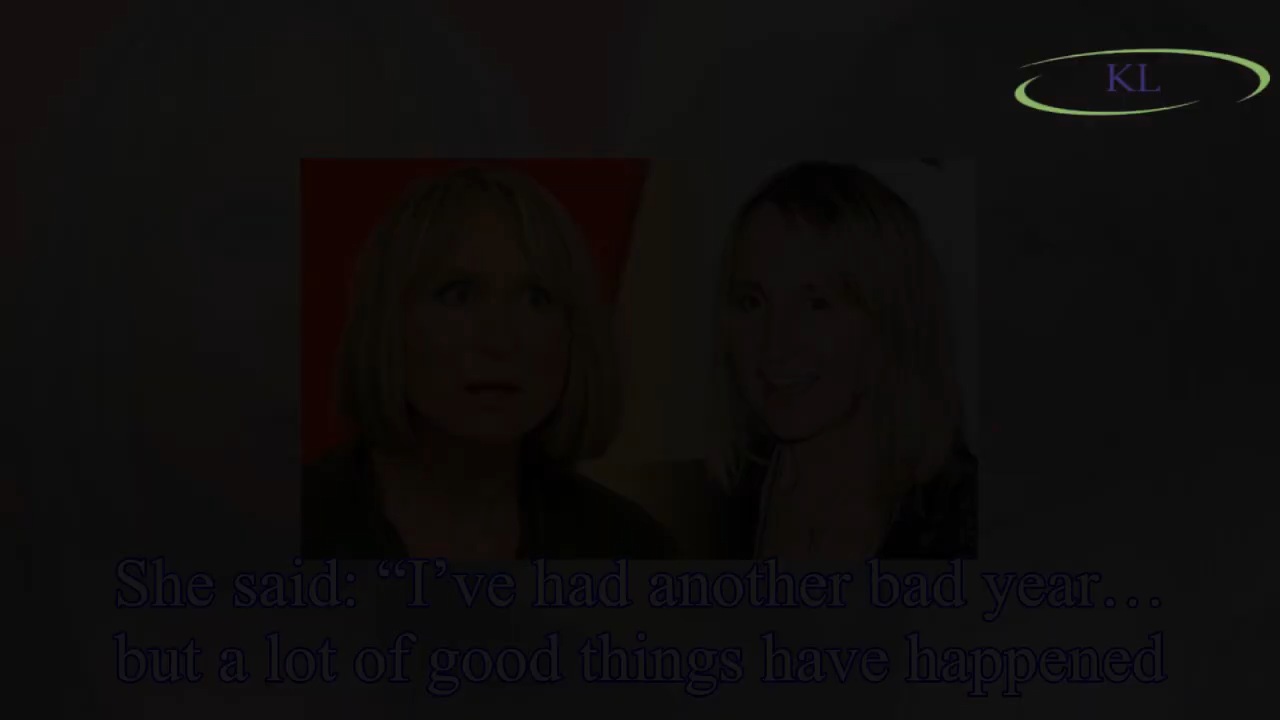 KL
She said: “I’ve had another bad year…
but a lot of good things have happened